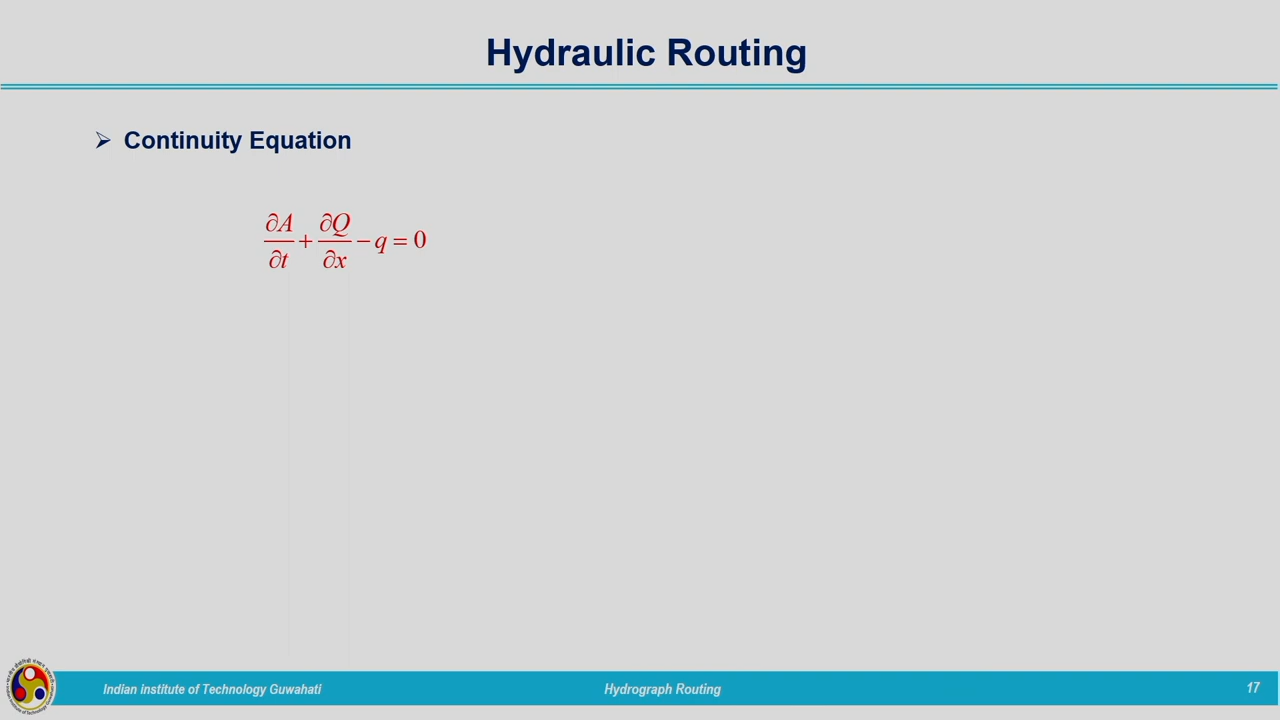 Hydraulic Routing
➢ Continuity Equation
∂A/∂t + ∂Q/∂x − q = 0
Indian institute of Technology Guwahati
Hydrograph Routing
17